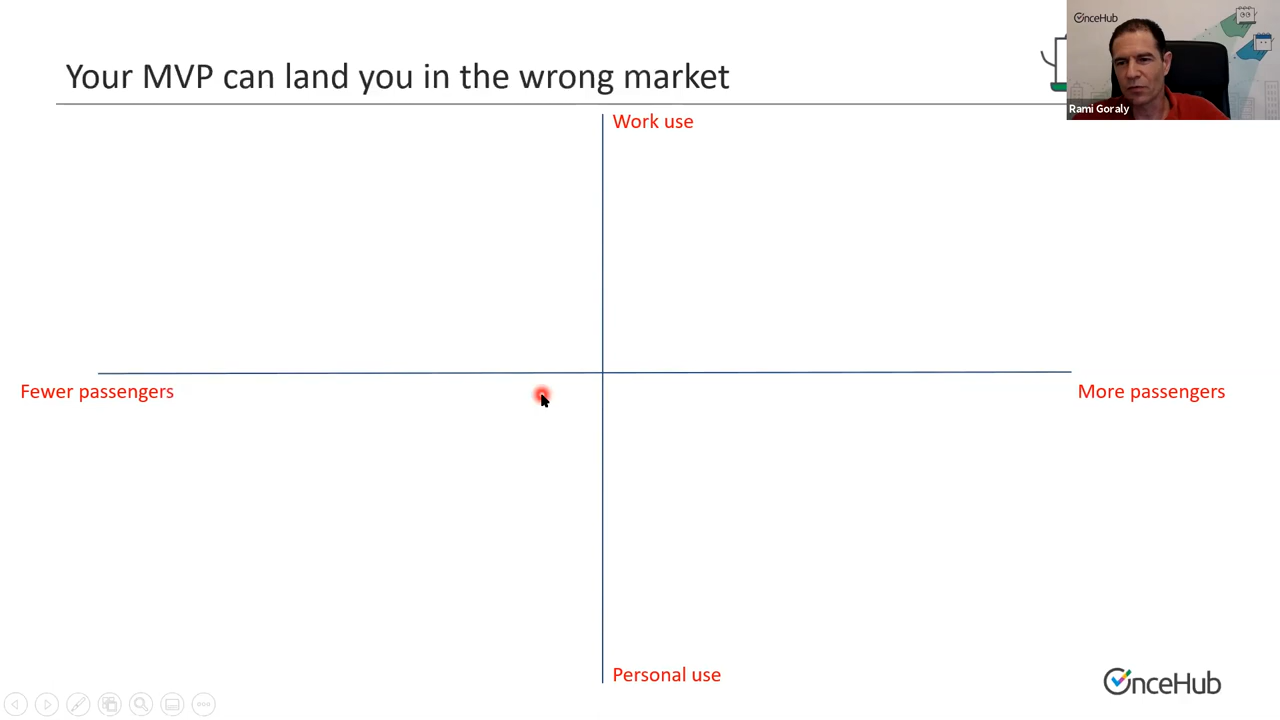 Your MVP can land you in the wrong market
OnceHub
Rami Goraly
Work use
Fewer passengers
More passengers
Personal use
OnceHub